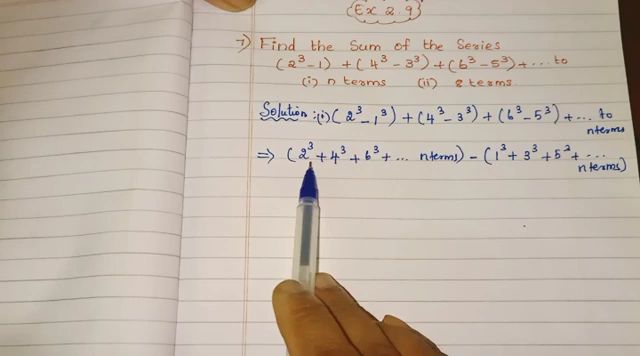 Ex 2.9
7) Find the Sum of the Series
(2³-1) + (4³-3³) + (6³-5³) + ... to
(i) n terms (ii) 8 terms
Solution: (i) (2³-1³) + (4³-3³) + (6³-5³) + ... to
n terms
⇒ (2³+4³+6³+ ... n terms) - (1³+3³+5³+ ...
n terms)